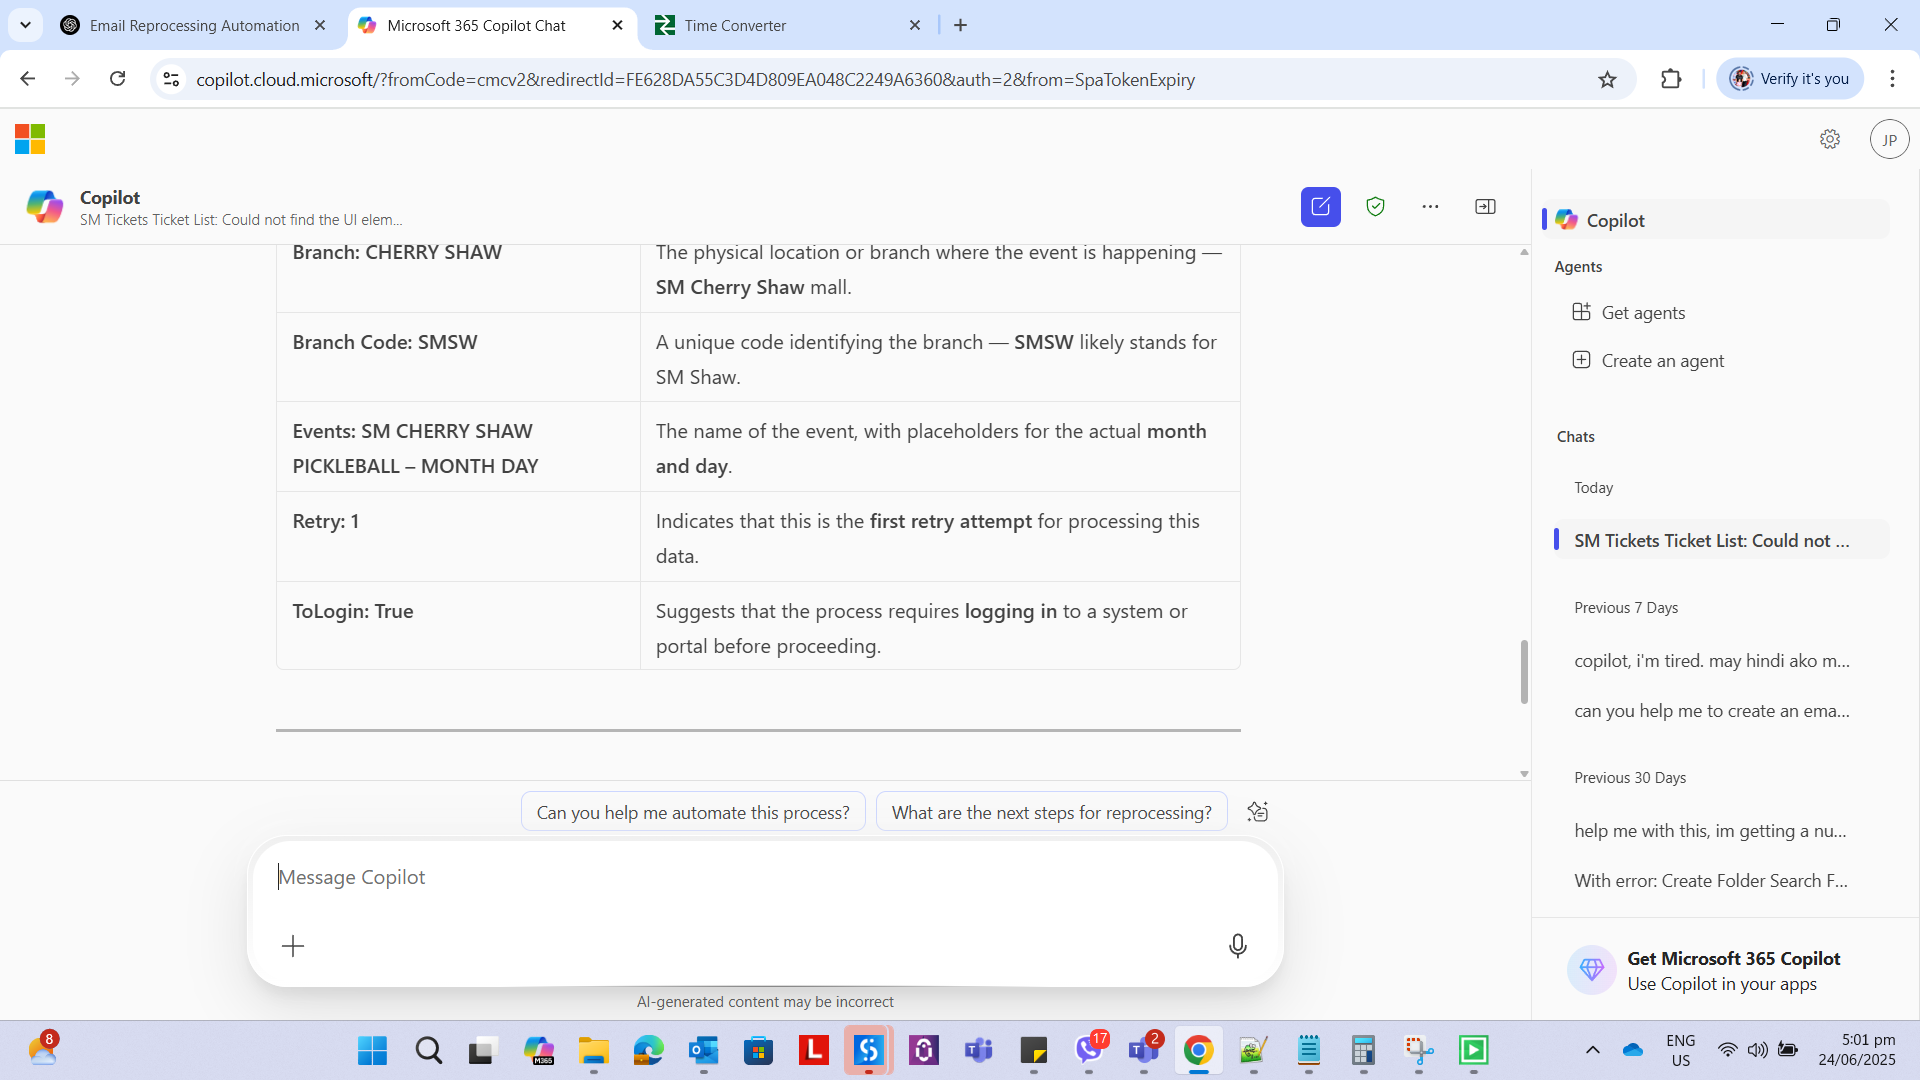 Email Reprocessing Automation
Microsoft 365 Copilot Chat
Time Converter
copilot.cloud.microsoft/?fromCode=cmcv2&redirectId=FE628DA55C3D4D809EA048C2249A6360&auth=2&from=SpaTokenExpiry
Verify it's you
JP
Copilot
SM Tickets Ticket List: Could not find the UI elem...
Branch: CHERRY SHAW
The physical location or branch where the event is happening —
SM Cherry Shaw mall.
Branch Code: SMSW
A unique code identifying the branch — SMSW likely stands for
SM Shaw.
Events: SM CHERRY SHAW
PICKLEBALL – MONTH DAY
The name of the event, with placeholders for the actual month
and day.
Retry: 1
Indicates that this is the first retry attempt for processing this
data.
ToLogin: True
Suggests that the process requires logging in to a system or
portal before proceeding.
Can you help me automate this process?
What are the next steps for reprocessing?
Message Copilot
AI-generated content may be incorrect
Copilot
Agents
Get agents
Create an agent
Chats
Today
SM Tickets Ticket List: Could not ...
Previous 7 Days
copilot, i'm tired. may hindi ako m...
can you help me to create an ema...
Previous 30 Days
help me with this, im getting a nu...
With error: Create Folder Search F...
Get Microsoft 365 Copilot
Use Copilot in your apps
8
M365
L
17
2
ENG
US
5:01 pm
24/06/2025